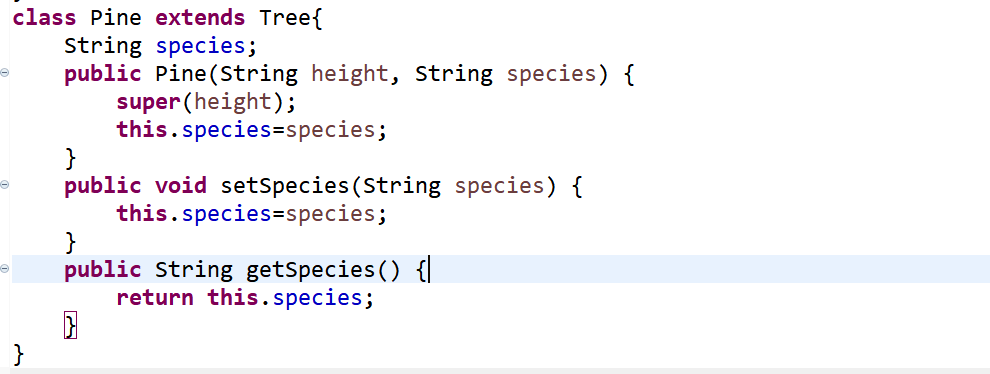 class Pine extends Tree{
    String species;
    public Pine(String height, String species) {
        super(height);
        this.species=species;
    }
    public void setSpecies(String species) {
        this.species=species;
    }
    public String getSpecies() {
        return this.species;
    }
}